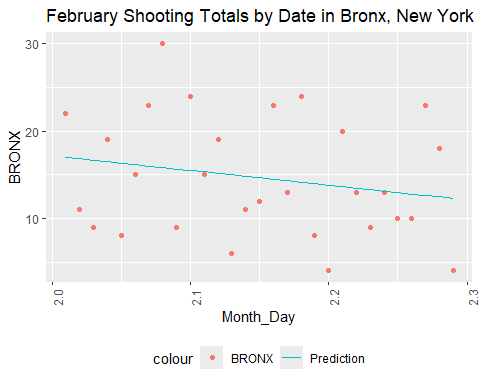 February Shooting Totals by Date in Bronx, New York
30
20
10
BRONX
2.0
2.1
2.2
2.3
Month_Day
colour
BRONX
Prediction